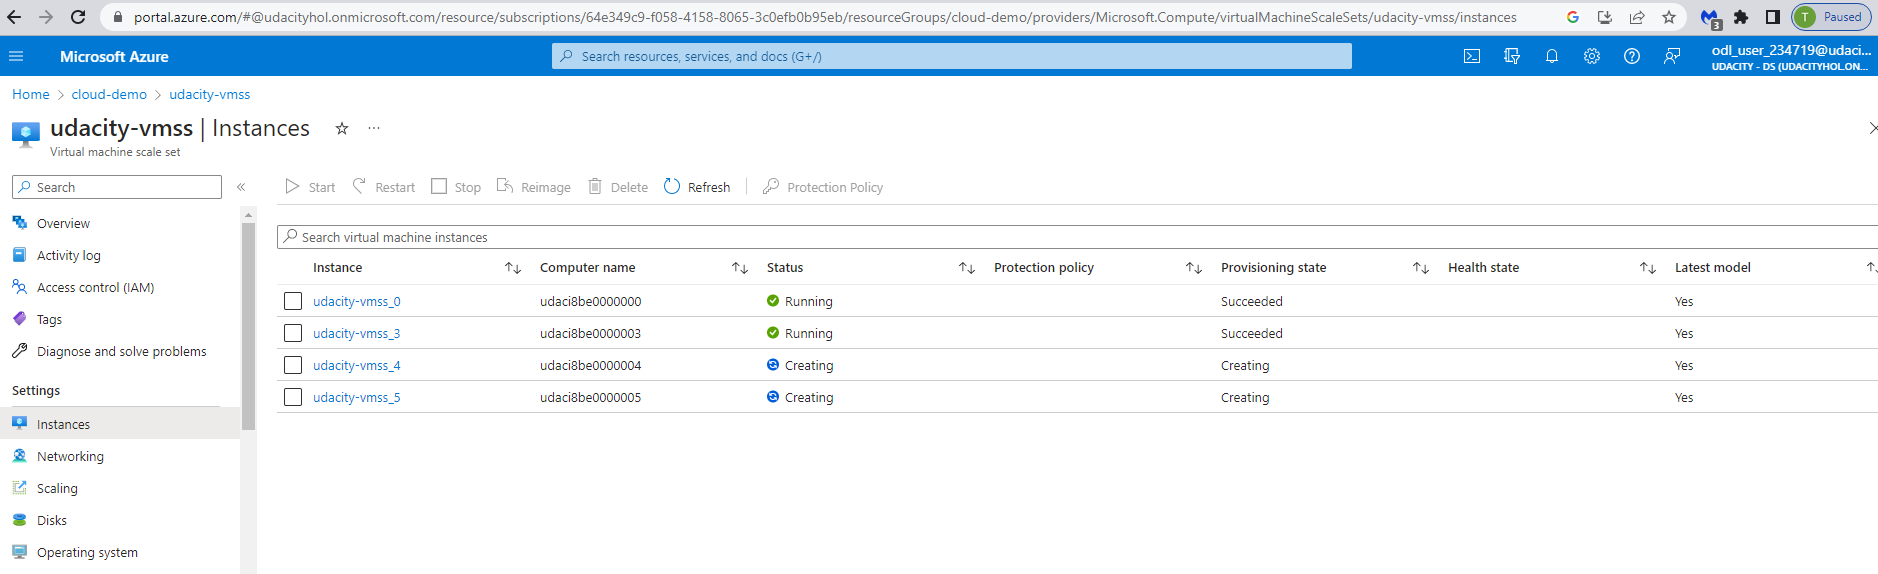 portal.azure.com/#@udacityhol.onmicrosoft.com/resource/subscriptions/64e349c9-f058-4158-8065-3c0efb0b95eb/resourceGroups/cloud-demo/providers/Microsoft.Compute/virtualMachineScaleSets/udacity-vmss/instances G 3 T Paused
Microsoft Azure Search resources, services, and docs (G+/) odl_user_234719@udaci...
UDACITY - DS (UDACITYHOL.ON...
Home > cloud-demo > udacity-vmss
udacity-vmss | Instances ☆ ...
Virtual machine scale set
Search « Start Restart Stop Reimage Delete Refresh Protection Policy
Overview
Search virtual machine instances
Activity log
Instance Computer name Status Protection policy Provisioning state Health state Latest model
Access control (IAM)
udacity-vmss_0 udaci8be0000000 Running Succeeded Yes
Tags
udacity-vmss_3 udaci8be0000003 Running Succeeded Yes
Diagnose and solve problems
udacity-vmss_4 udaci8be0000004 Creating Creating Yes
Settings
udacity-vmss_5 udaci8be0000005 Creating Creating Yes
Instances
Networking
Scaling
Disks
Operating system